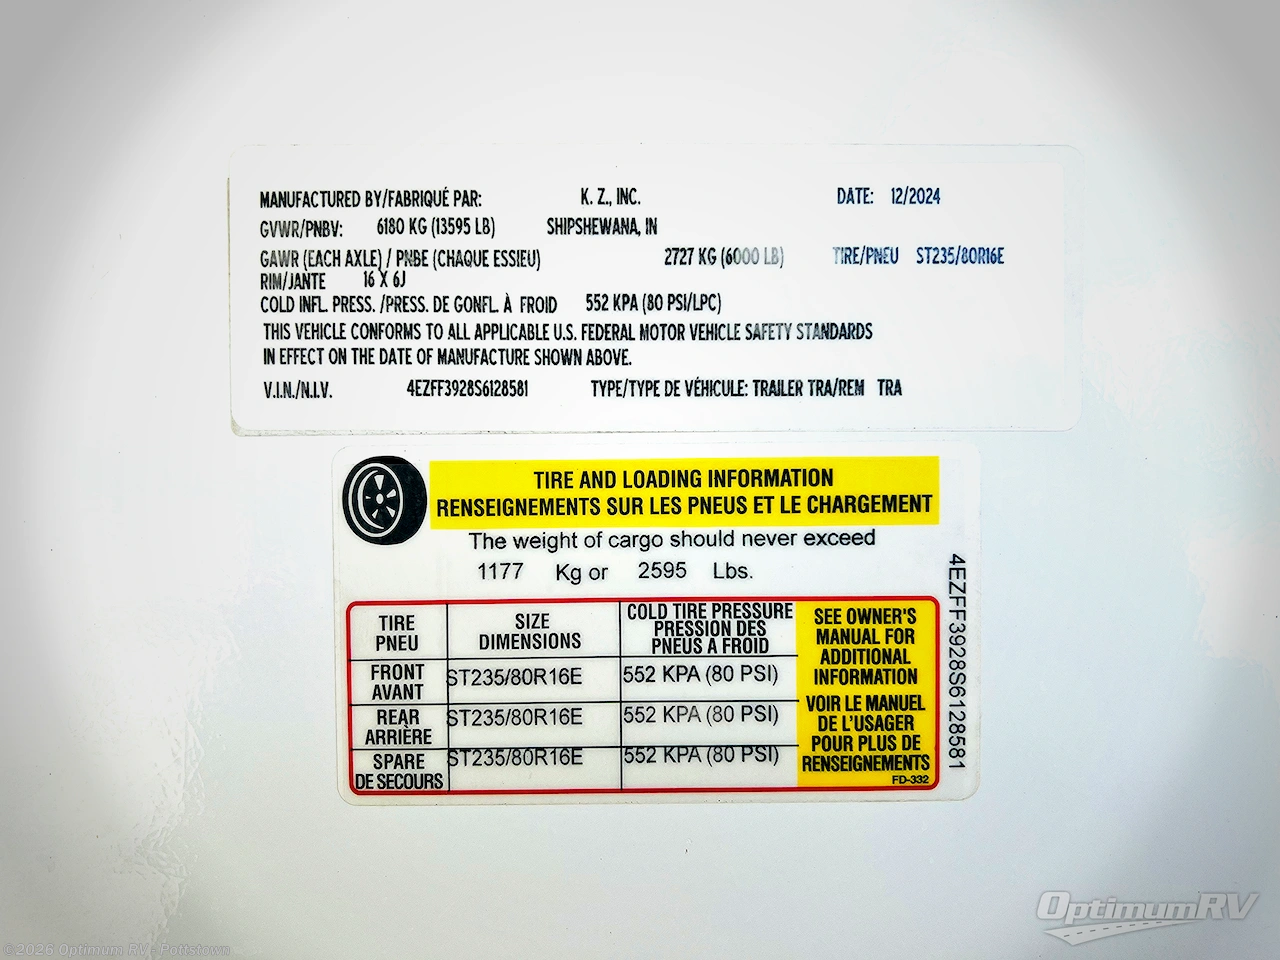 MANUFACTURED BY/FABRIQUÉ PAR: K. Z., INC. DATE: 12/2024
GVWR/PNBV: 6180 KG (13595 LB) SHIPSHEWANA, IN
GAWR (EACH AXLE) / PNBE (CHAQUE ESSIEU) 2727 KG (6000 LB) TIRE/PNEU ST235/80R16E
RIM/JANTE 16 X 6J
COLD INFL. PRESS. /PRESS. DE GONFL. À FROID 552 KPA (80 PSI/LPC)
THIS VEHICLE CONFORMS TO ALL APPLICABLE U.S. FEDERAL MOTOR VEHICLE SAFETY STANDARDS
IN EFFECT ON THE DATE OF MANUFACTURE SHOWN ABOVE.
V.I.N./N.I.V. 4EZFF3928S6128581 TYPE/TYPE DE VÉHICULE: TRAILER TRA/REM TRA
TIRE AND LOADING INFORMATION
RENSEIGNEMENTS SUR LES PNEUS ET LE CHARGEMENT
The weight of cargo should never exceed
1177 Kg or 2595 Lbs.
TIRE
PNEU
SIZE
DIMENSIONS
COLD TIRE PRESSURE
PRESSION DES
PNEUS A FROID
FRONT
AVANT
ST235/80R16E
552 KPA (80 PSI)
REAR
ARRIÈRE
ST235/80R16E
552 KPA (80 PSI)
SPARE
DE SECOURS
ST235/80R16E
552 KPA (80 PSI)
SEE OWNER'S
MANUAL FOR
ADDITIONAL
INFORMATION
VOIR LE MANUEL
DE L'USAGER
POUR PLUS DE
RENSEIGNEMENTS
FD-332
4EZFF3928S6128581
OptimumRV
©2026 Optimum RV - Pottstown